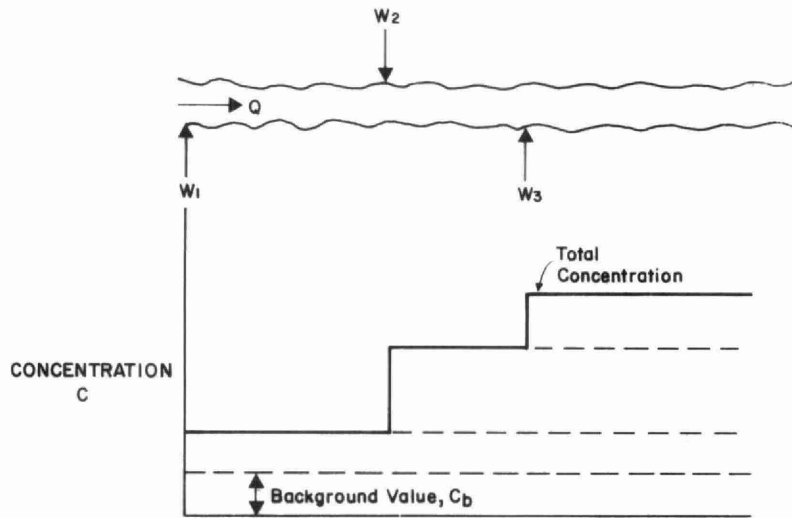 W2
Q
W1
W3
Total
Concentration
CONCENTRATION
C
Background Value, Cb